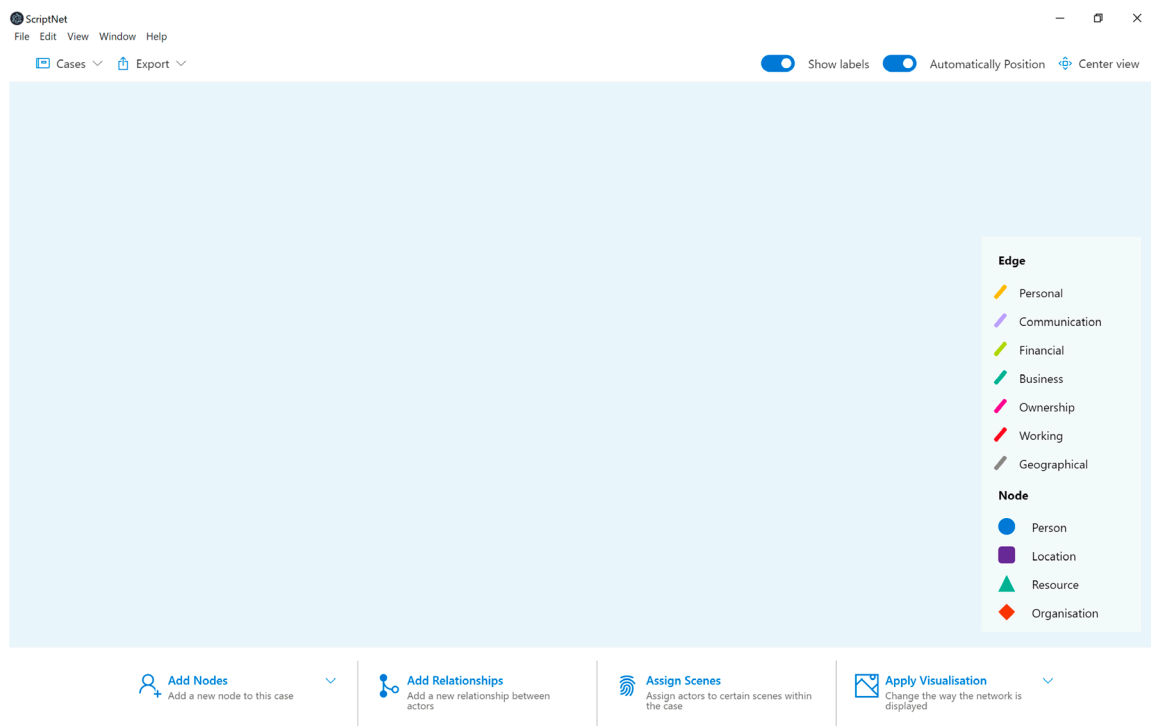 ScriptNet
File Edit View Window Help
Cases Export Show labels Automatically Position Center view
Edge
Personal
Communication
Financial
Business
Ownership
Working
Geographical
Node
Person
Location
Resource
Organisation
Add Nodes
Add a new node to this case
Add Relationships
Add a new relationship between
actors
Assign Scenes
Assign actors to certain scenes within
the case
Apply Visualisation
Change the way the network is
displayed